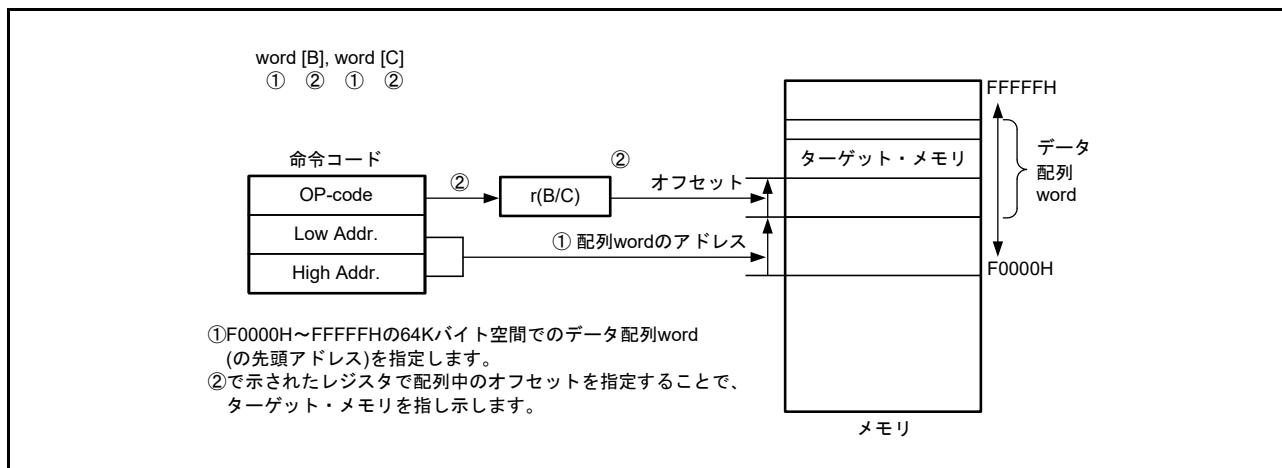 word [B], word [C]
① ② ① ②
命令コード
OP-code
Low Addr.
High Addr.
②
r(B/C)
②
オフセット
① 配列wordのアドレス
FFFFFH
ターゲット・メモリ
データ
配列
word
F0000H
メモリ
①F0000H～FFFFFHの64Kバイト空間でのデータ配列word
(の先頭アドレス)を指定します。
②で示されたレジスタで配列中のオフセットを指定することで、
ターゲット・メモリを指し示します。